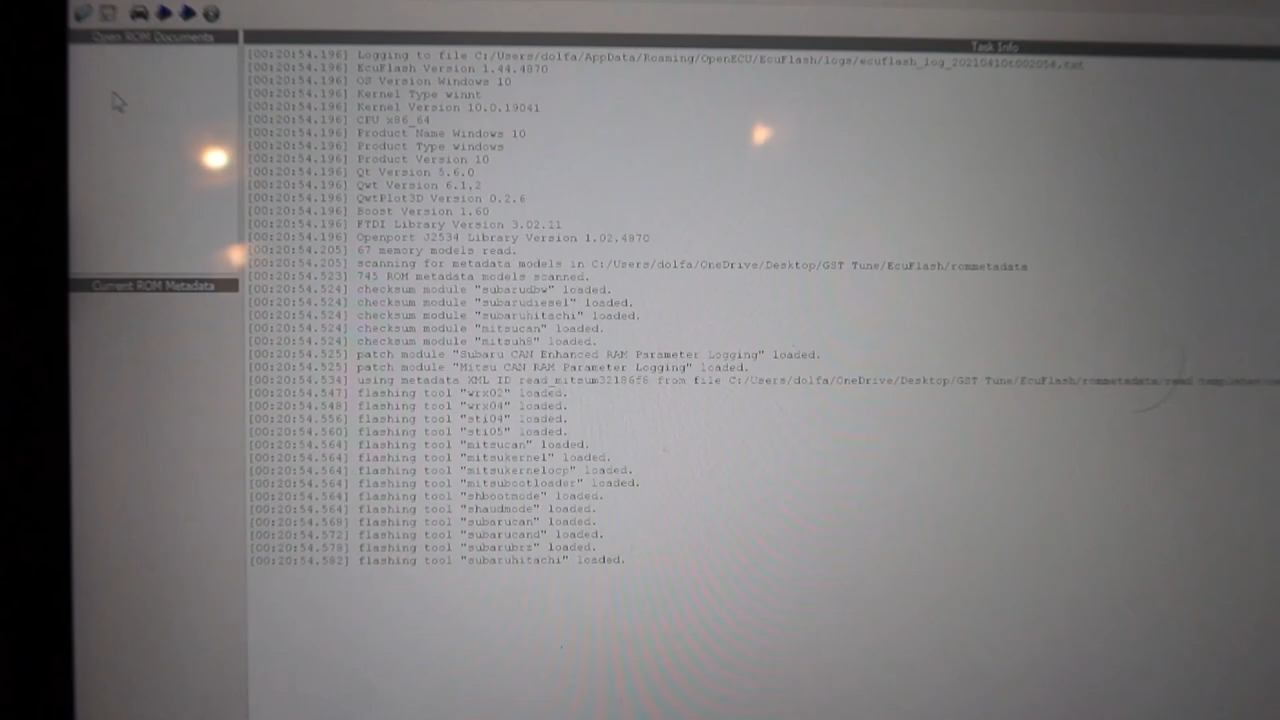 Open ROM Documents
Task Info
[00:20:54.196] Logging to file C:/Users/dolfa/AppData/Roaming/OpenECU/EcuFlash/logs/ecuflash_log_20210410t002054.txt
[00:20:54.196] EcuFlash Version 1.44.4870
[00:20:54.196] OS Version Windows 10
[00:20:54.196] Kernel Type winnt
[00:20:54.196] Kernel Version 10.0.19041
[00:20:54.196] CPU x86_64
[00:20:54.196] Product Name Windows 10
[00:20:54.196] Product Type windows
[00:20:54.196] Product Version 10
[00:20:54.196] Qt Version 5.6.0
[00:20:54.196] Qwt Version 6.1.2
[00:20:54.196] QwtPlot3D Version 0.2.6
[00:20:54.196] Boost Version 1.60
[00:20:54.196] FTDI Library Version 3.02.11
[00:20:54.196] Openport J2534 Library Version 1.02.4870
[00:20:54.205] 67 memory models read.
[00:20:54.205] scanning for metadata models in C:/Users/dolfa/OneDrive/Desktop/GST Tune/EcuFlash/rommetadata
[00:20:54.523] 745 ROM metadata models scanned.
[00:20:54.524] checksum module "subarudbw" loaded.
[00:20:54.524] checksum module "subarudiesel" loaded.
[00:20:54.524] checksum module "subaruhitachi" loaded.
[00:20:54.524] checksum module "mitsucan" loaded.
[00:20:54.524] checksum module "mitsuh8" loaded.
[00:20:54.525] patch module "Subaru CAN Enhanced RAM Parameter Logging" loaded.
[00:20:54.525] patch module "Mitsu CAN RAM Parameter Logging" loaded.
[00:20:54.534] using metadata XML ID read_mitsum32186f6 from file C:/Users/dolfa/OneDrive/Desktop/GST Tune/EcuFlash/rommetadata/read
[00:20:54.547] flashing tool "wrx02" loaded.
[00:20:54.548] flashing tool "wrx04" loaded.
[00:20:54.556] flashing tool "sti04" loaded.
[00:20:54.560] flashing tool "sti05" loaded.
[00:20:54.564] flashing tool "mitsucan" loaded.
[00:20:54.564] flashing tool "mitsukernel" loaded.
[00:20:54.564] flashing tool "mitsukernelocp" loaded.
[00:20:54.564] flashing tool "mitsubootloader" loaded.
[00:20:54.564] flashing tool "shbootmode" loaded.
[00:20:54.564] flashing tool "shaudmode" loaded.
[00:20:54.568] flashing tool "subarucan" loaded.
[00:20:54.572] flashing tool "subarucand" loaded.
[00:20:54.578] flashing tool "subarubrz" loaded.
[00:20:54.582] flashing tool "subaruhitachi" loaded.
Current ROM Metadata